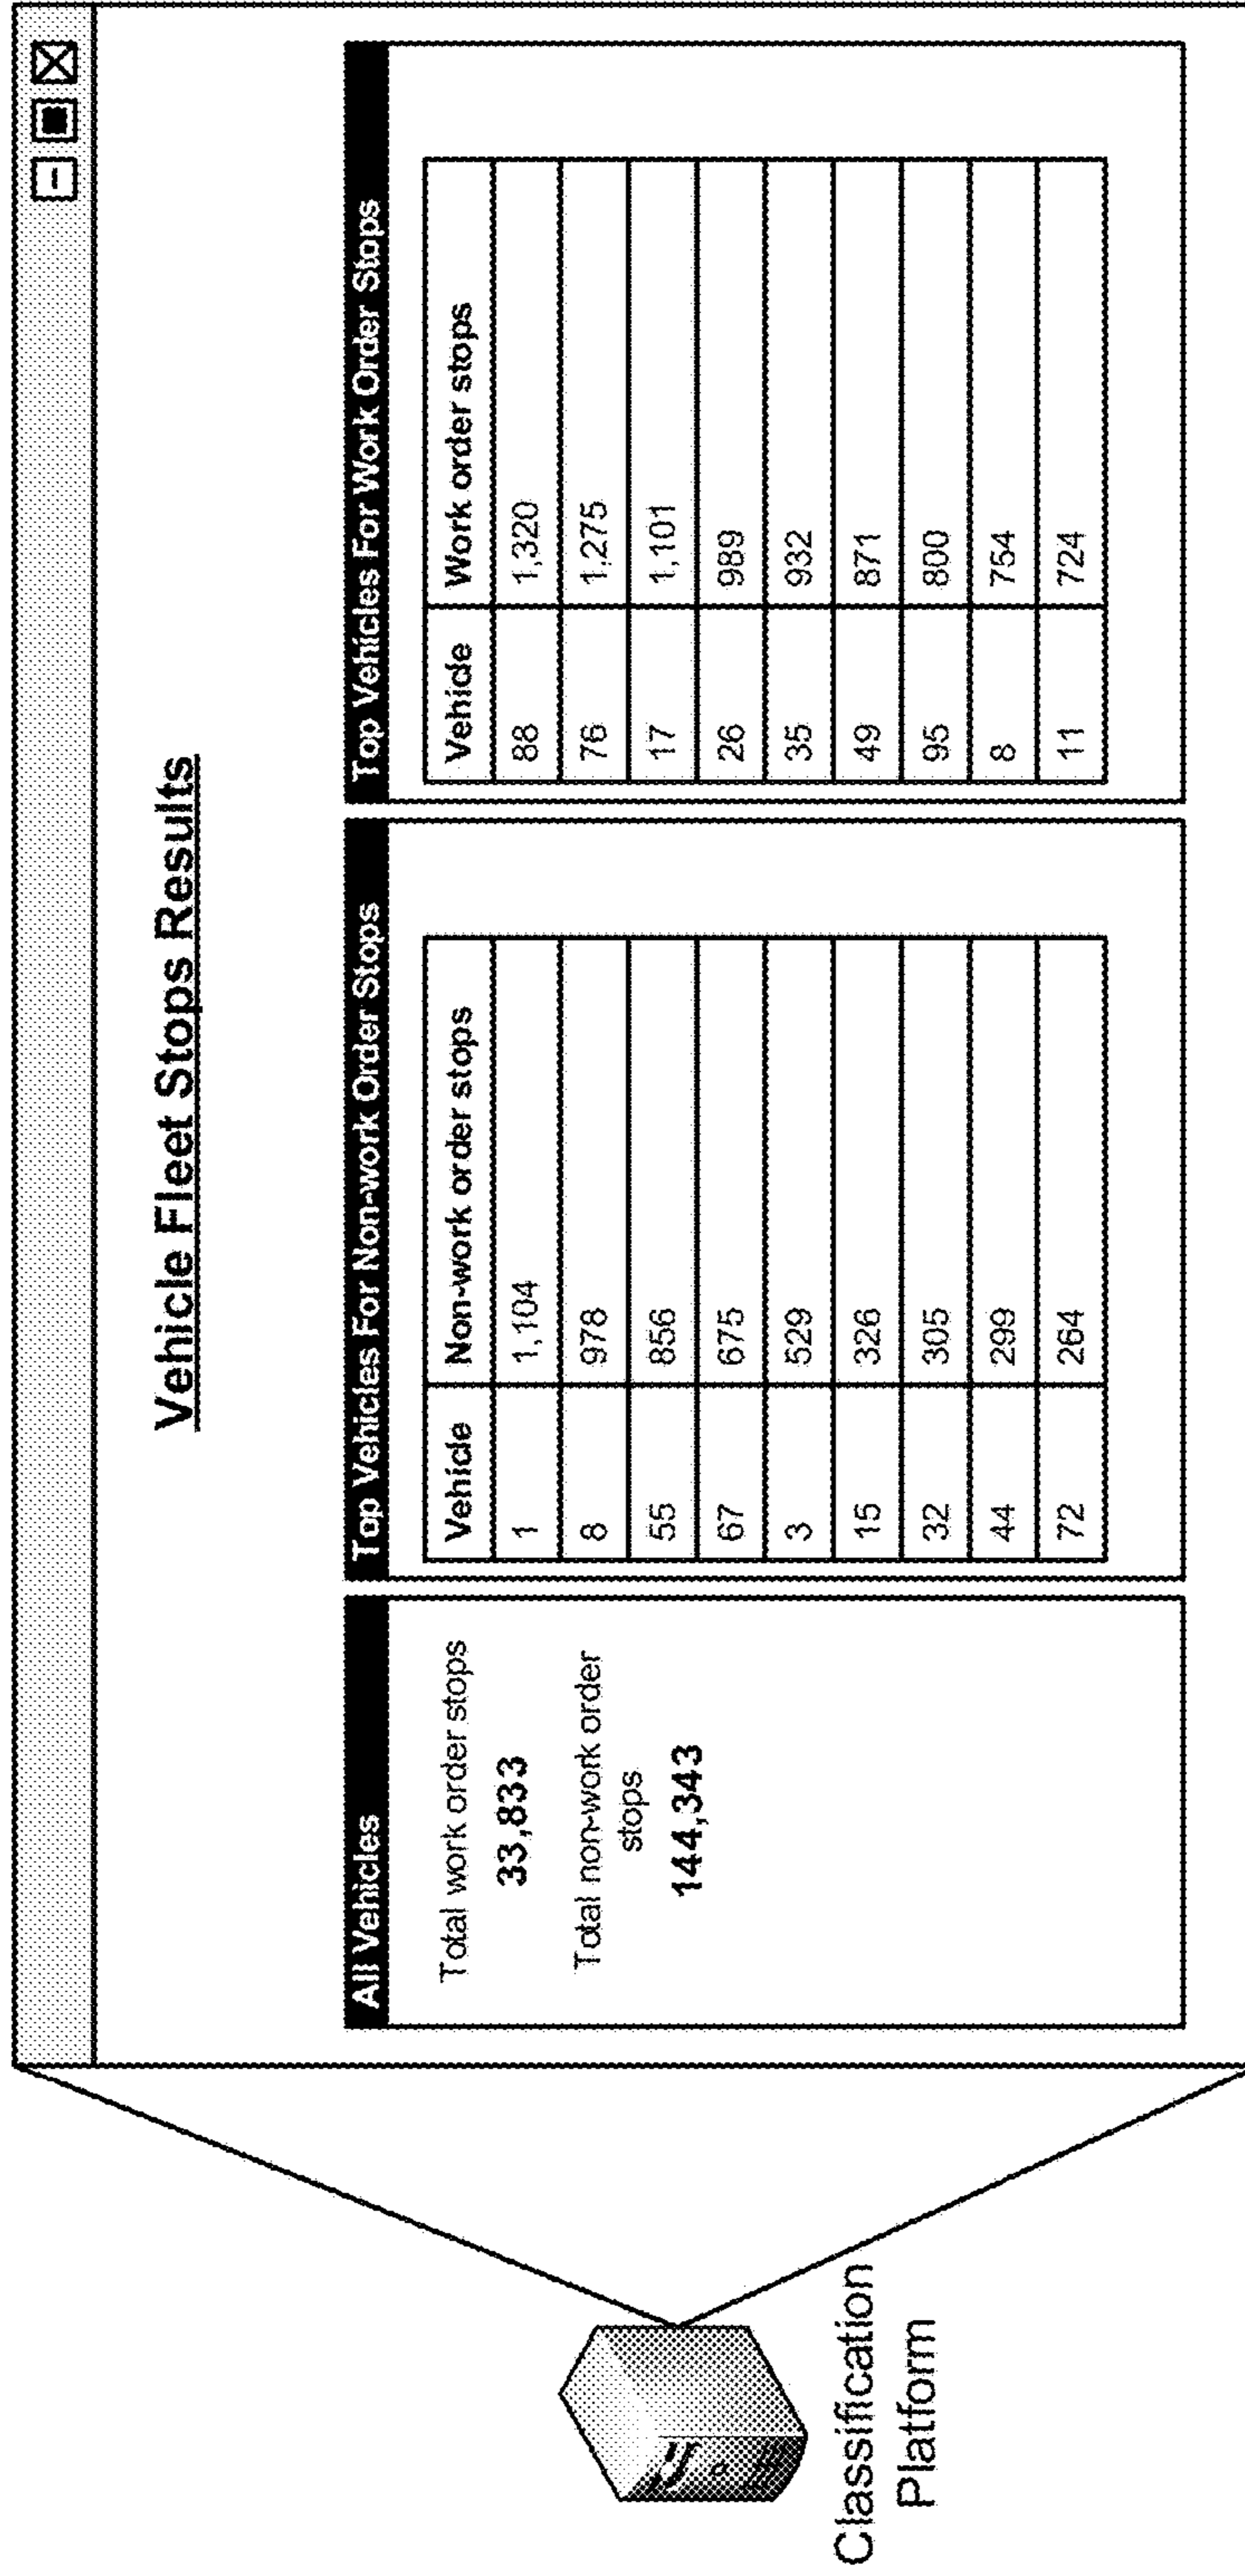 Vehicle Fleet Stops Results
All Vehicles
Total work order stops
33,833
Total non-work order
stops
144,343
Top Vehicles For Non-work Order Stops
Vehicle Non-work order stops
1 1,104
8 978
55 856
67 675
3 529
15 326
32 305
44 299
72 264
Top Vehicles For Work Order Stops
Vehicle Work order stops
88 1,320
76 1,275
17 1,101
26 989
35 932
49 871
95 800
8 754
11 724
Classification
Platform